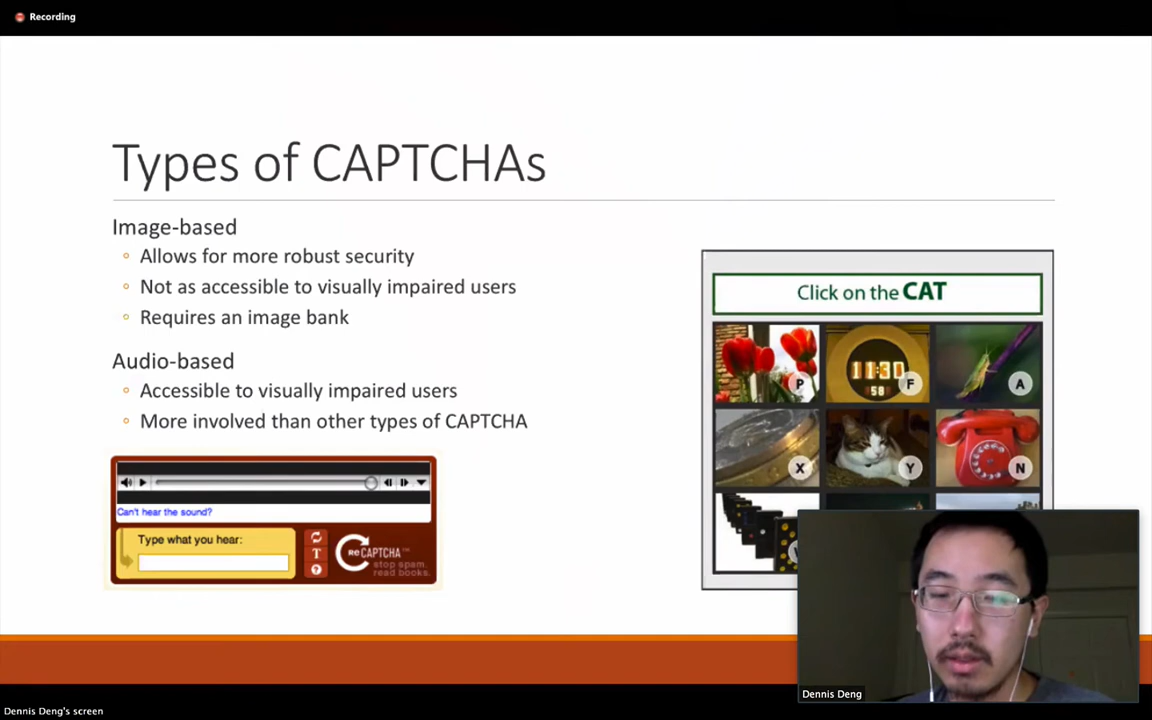 Recording
Types of CAPTCHAs
Image-based
Allows for more robust security
Not as accessible to visually impaired users
Requires an image bank
Audio-based
Accessible to visually impaired users
More involved than other types of CAPTCHA
Can't hear the sound?
Type what you hear:
T
?
ReCAPTCHA™
stop spam.
read books.
Click on the CAT
P
11:30
58
F
A
X
Y
N
Dennis Deng
Dennis Deng's screen